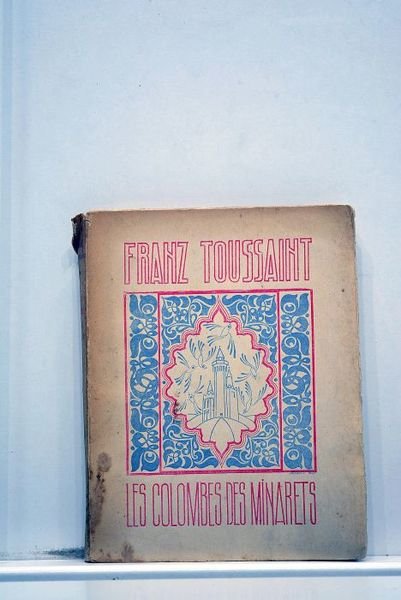 FRANZ TOUSSAINT
LES COLOMBES DES MINARETS